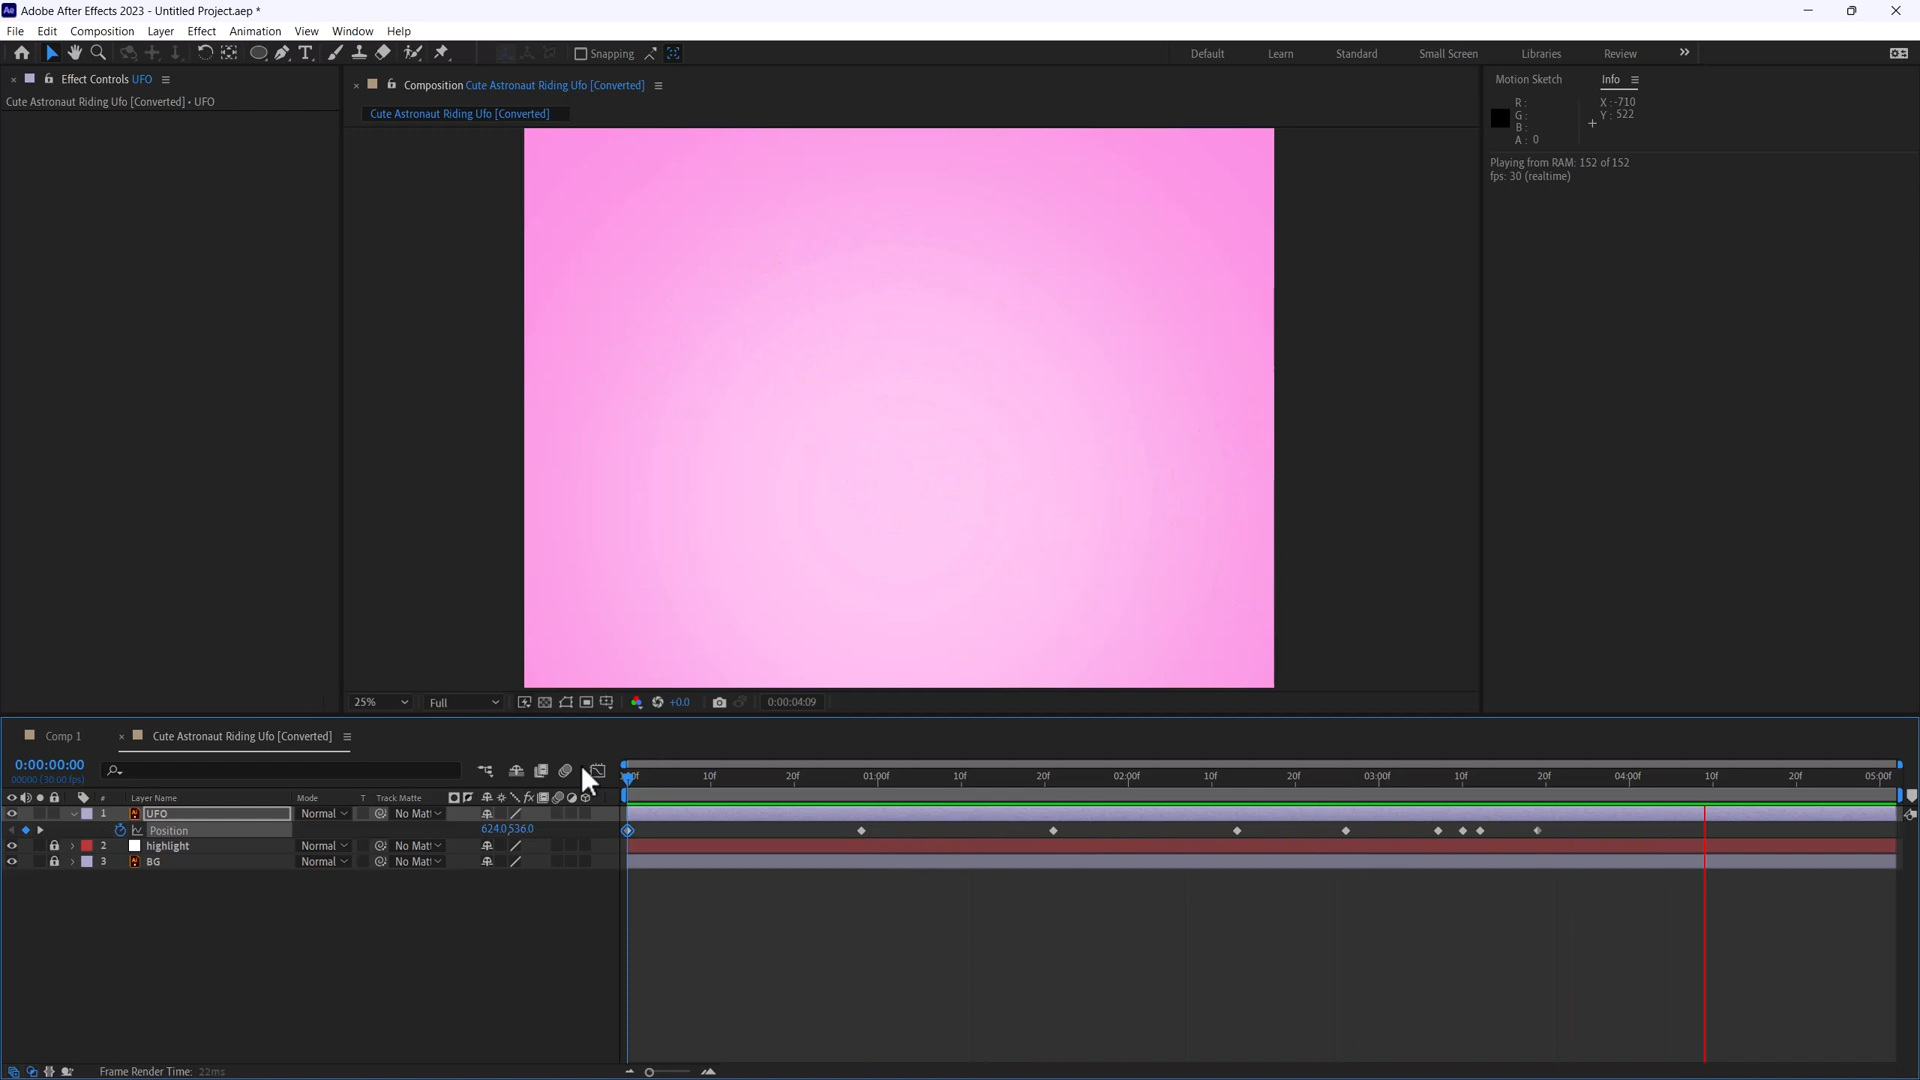 Adobe After Effects 2023 - Untitled Project.aep *
File Edit Composition Layer Effect Animation View Window Help
Snapping Default Learn Standard Small Screen Libraries Review
Effect Controls UFO
Cute Astronaut Riding Ufo [Converted] • UFO
Composition Cute Astronaut Riding Ufo [Converted]
Cute Astronaut Riding Ufo [Converted]
Motion Sketch Info
R :
G :
B :
A : 0
X : -710
Y : 522
Playing from RAM: 152 of 152
fps: 30 (realtime)
25% Full +0.0 0:00:04:09
Comp 1 Cute Astronaut Riding Ufo [Converted]
0:00:00:00
00000 (30.00 fps)
10f 20f 01:00f 10f 20f 02:00f 10f 20f 03:00f 10f 20f 04:00f 10f 20f 05:00f
# Layer Name Mode T Track Matte fx
1 UFO Normal No Matt
Position 624.0,536.0
2 highlight Normal No Matt
3 BG Normal No Matt
Frame Render Time: 22ms